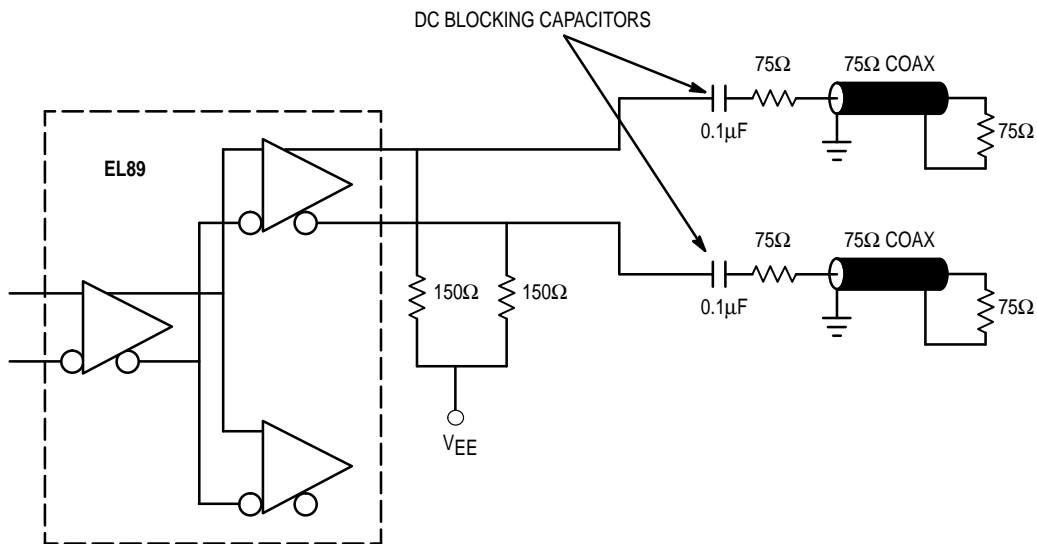 DC BLOCKING CAPACITORS
75Ω
75Ω COAX
0.1µF
75Ω
EL89
75Ω
75Ω COAX
0.1µF
75Ω
150Ω
150Ω
VEE